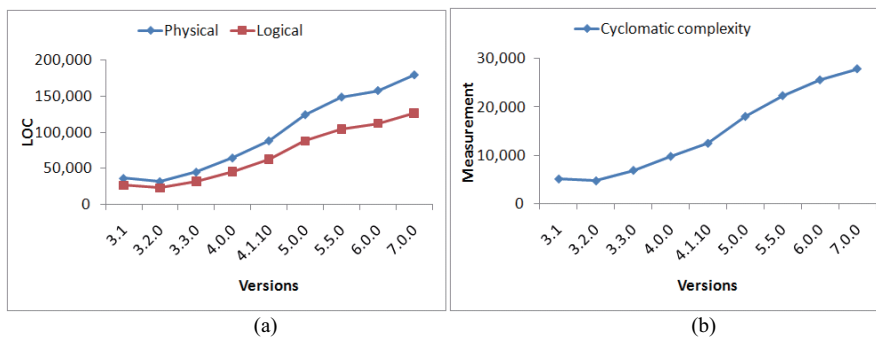 Physical Logical
200,000
150,000
100,000
50,000
0
LOC
3.1 3.2.0 3.3.0 4.0.0 4.1.10 5.0.0 5.5.0 6.0.0 7.0.0
Versions
(a)
Cyclomatic complexity
30,000
20,000
10,000
0
Measurement
3.1 3.2.0 3.3.0 4.0.0 4.1.10 5.0.0 5.5.0 6.0.0 7.0.0
Versions
(b)